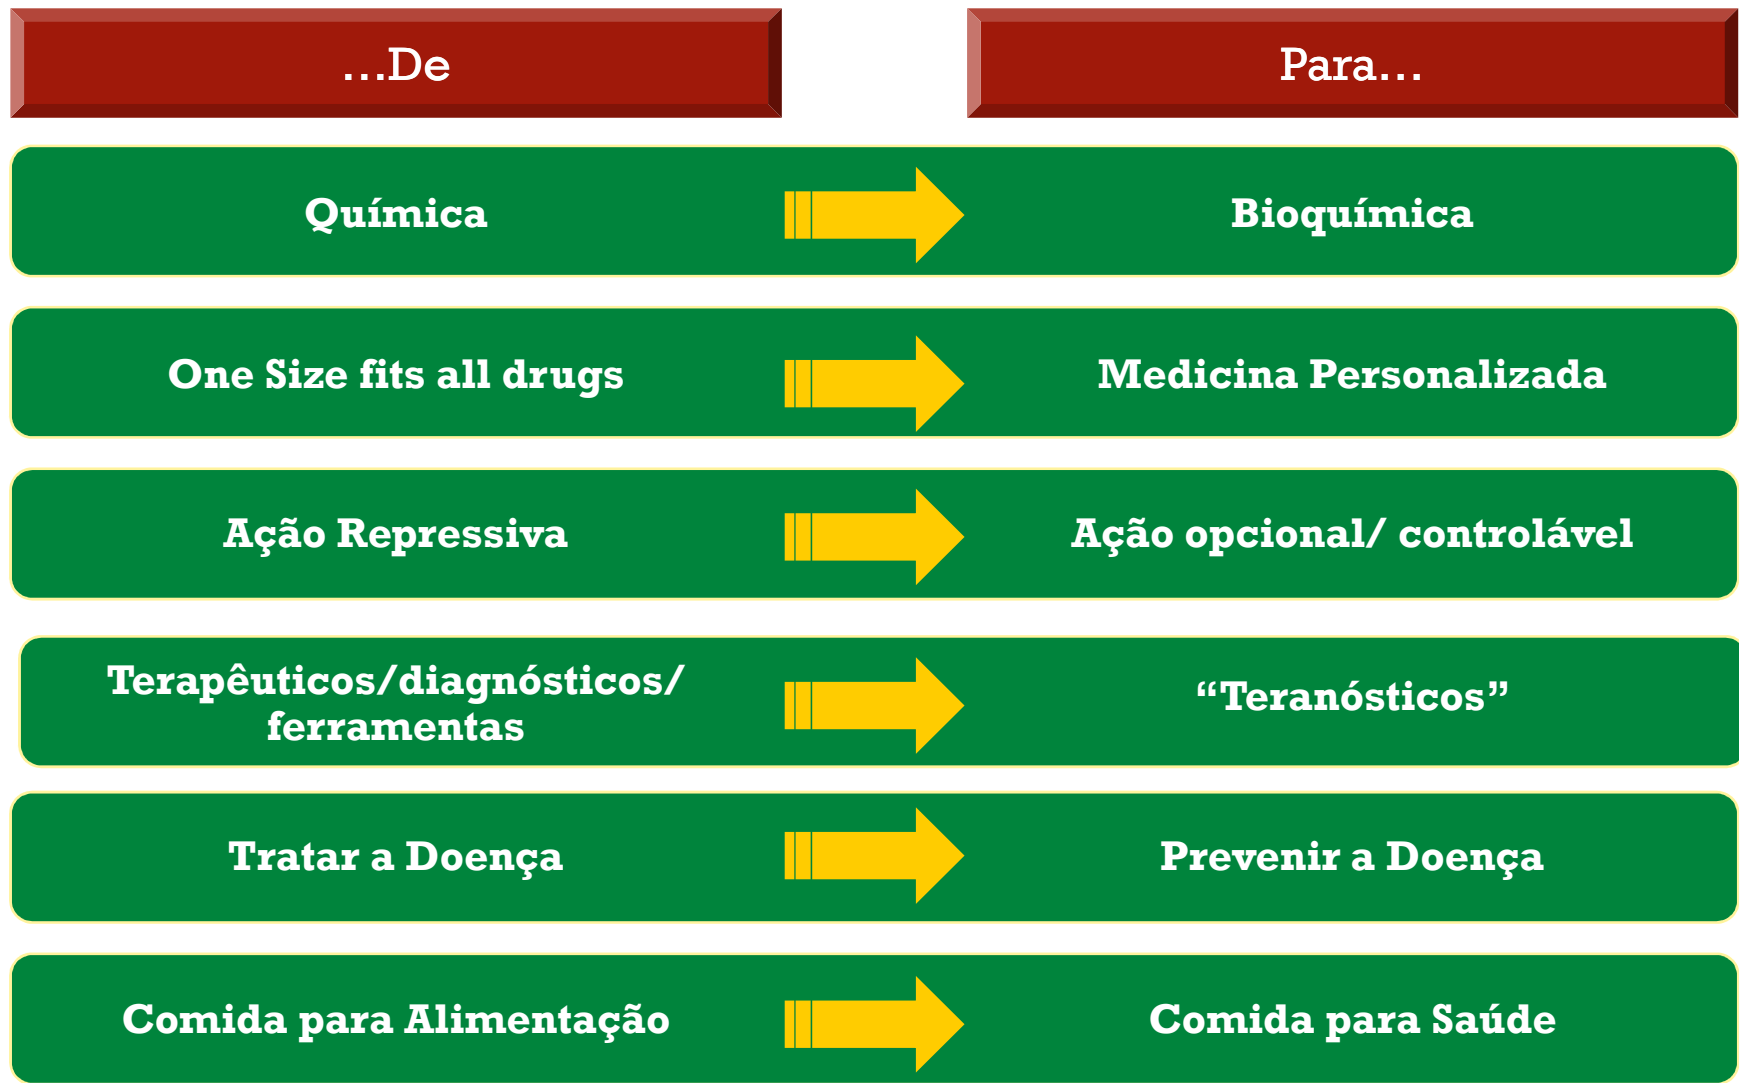 ...De
Para...
Química
Bioquímica
One Size fits all drugs
Medicina Personalizada
Ação Repressiva
Ação opcional/ controlável
Terapêuticos/diagnósticos/
ferramentas
“Teranósticos”
Tratar a Doença
Prevenir a Doença
Comida para Alimentação
Comida para Saúde